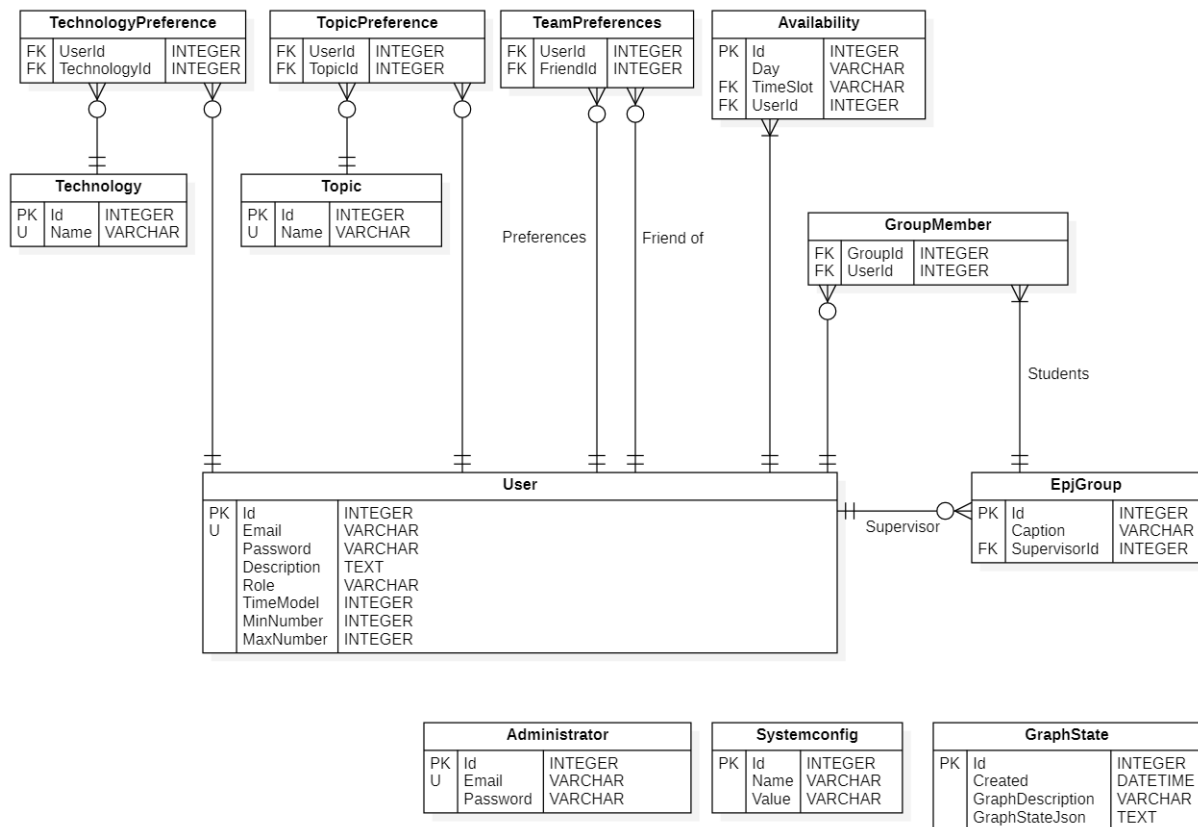 TechnologyPreference
FK UserId INTEGER
FK TechnologyId INTEGER
TopicPreference
FK UserId INTEGER
FK TopicId INTEGER
TeamPreferences
FK UserId INTEGER
FK FriendId INTEGER
Availability
PK Id INTEGER
Day VARCHAR
FK TimeSlot VARCHAR
FK UserId INTEGER
Technology
PK Id INTEGER
U Name VARCHAR
Topic
PK Id INTEGER
U Name VARCHAR
Preferences
Friend of
GroupMember
FK GroupId INTEGER
FK UserId INTEGER
Students
User
PK Id INTEGER
U Email VARCHAR
Password VARCHAR
Description TEXT
Role VARCHAR
TimeModel INTEGER
MinNumber INTEGER
MaxNumber INTEGER
Supervisor
EpjGroup
PK Id INTEGER
Caption VARCHAR
FK SupervisorId INTEGER
Administrator
PK Id INTEGER
U Email VARCHAR
Password VARCHAR
Systemconfig
PK Id INTEGER
Name VARCHAR
Value VARCHAR
GraphState
PK Id INTEGER
Created DATETIME
GraphDescription VARCHAR
GraphStateJson TEXT